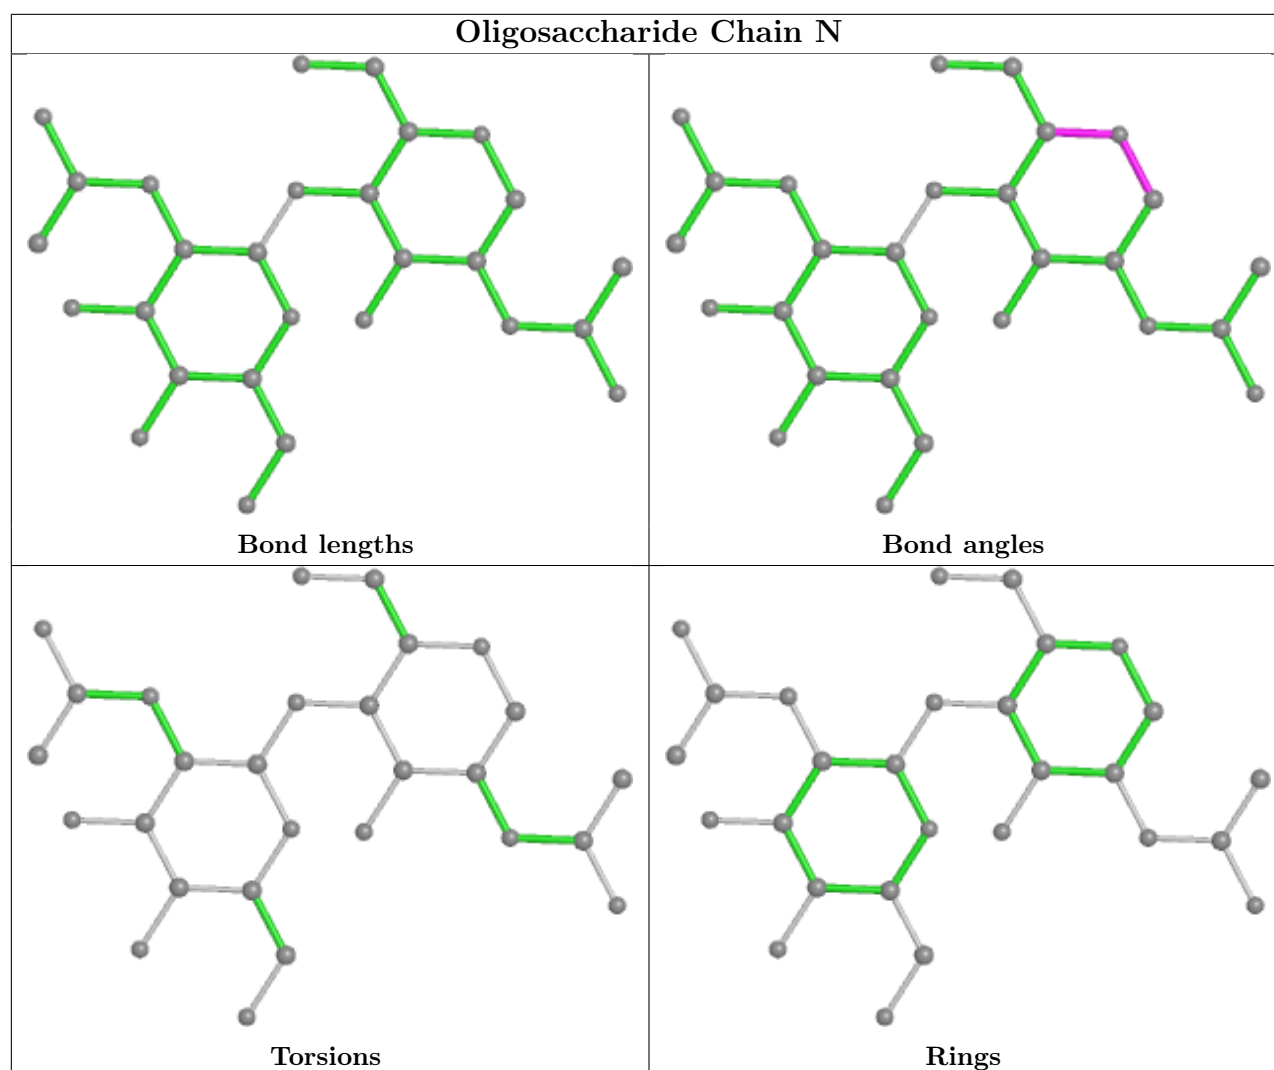 Oligosaccharide Chain N
Bond lengths
Bond angles
Torsions
Rings